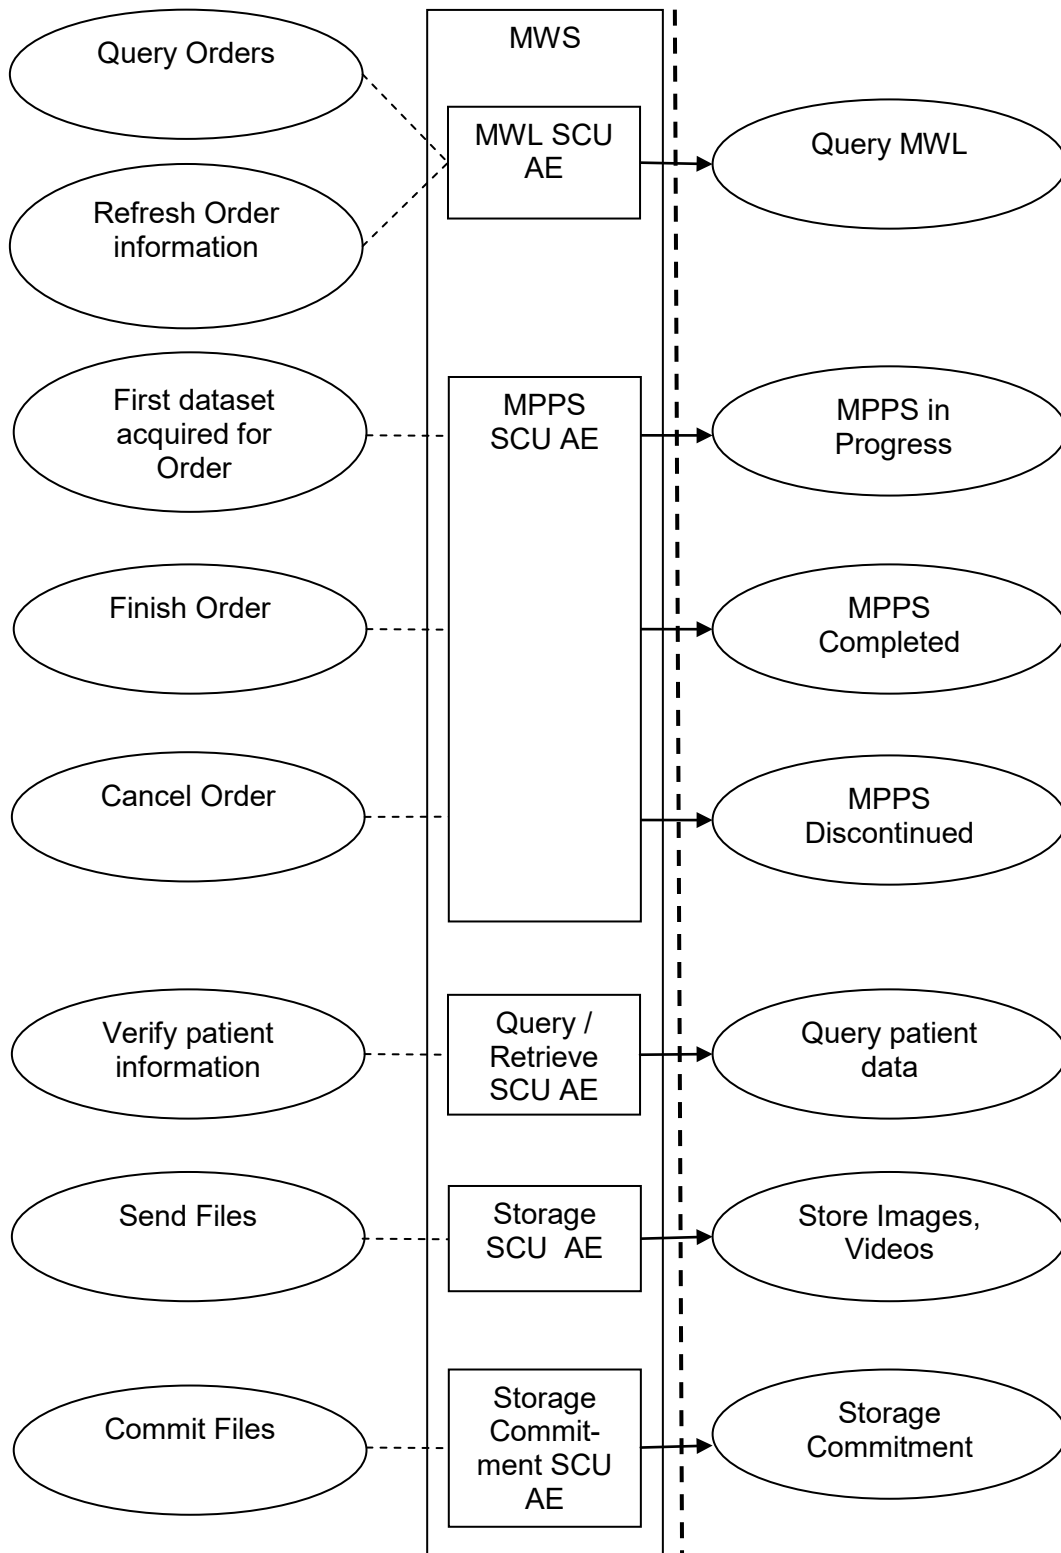 Query Orders
MWS
MWL SCU
AE
Query MWL
Refresh Order
information
First dataset
acquired for
Order
MPPS
SCU AE
MPPS in
Progress
Finish Order
MPPS
Completed
Cancel Order
MPPS
Discontinued
Verify patient
information
Query /
Retrieve
SCU AE
Query patient
data
Send Files
Storage
SCU  AE
Store Images,
Videos
Commit Files
Storage
Commit-
ment SCU
AE
Storage
Commitment